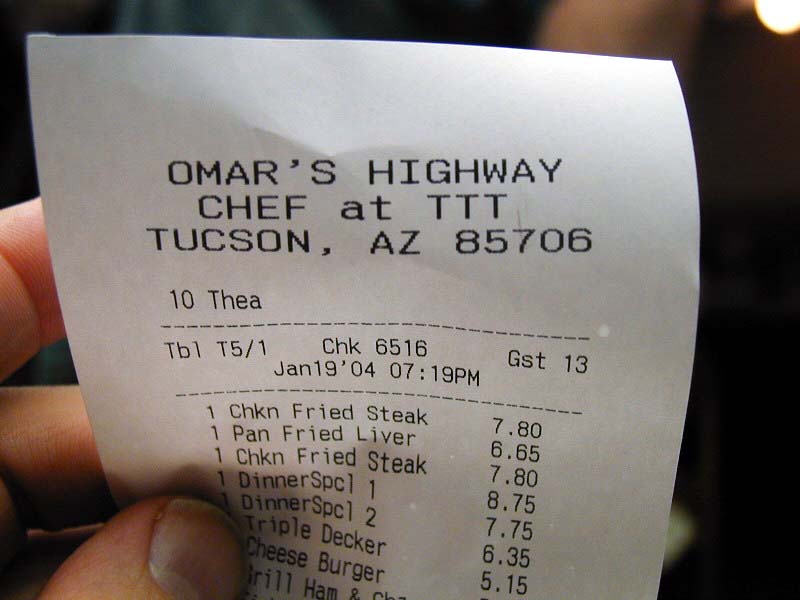 OMAR'S HIGHWAY
CHEF at TTT
TUCSON, AZ 85706
10 Thea
Tbl T5/1 Chk 6516 Gst 13
Jan19'04 07:19PM
1 Chkn Fried Steak 7.80
1 Pan Fried Liver 6.65
1 Chkn Fried Steak 7.80
1 DinnerSpcl 1 8.75
1 DinnerSpcl 2 7.75
Triple Decker 6.35
Cheese Burger 5.15
Grill Ham &